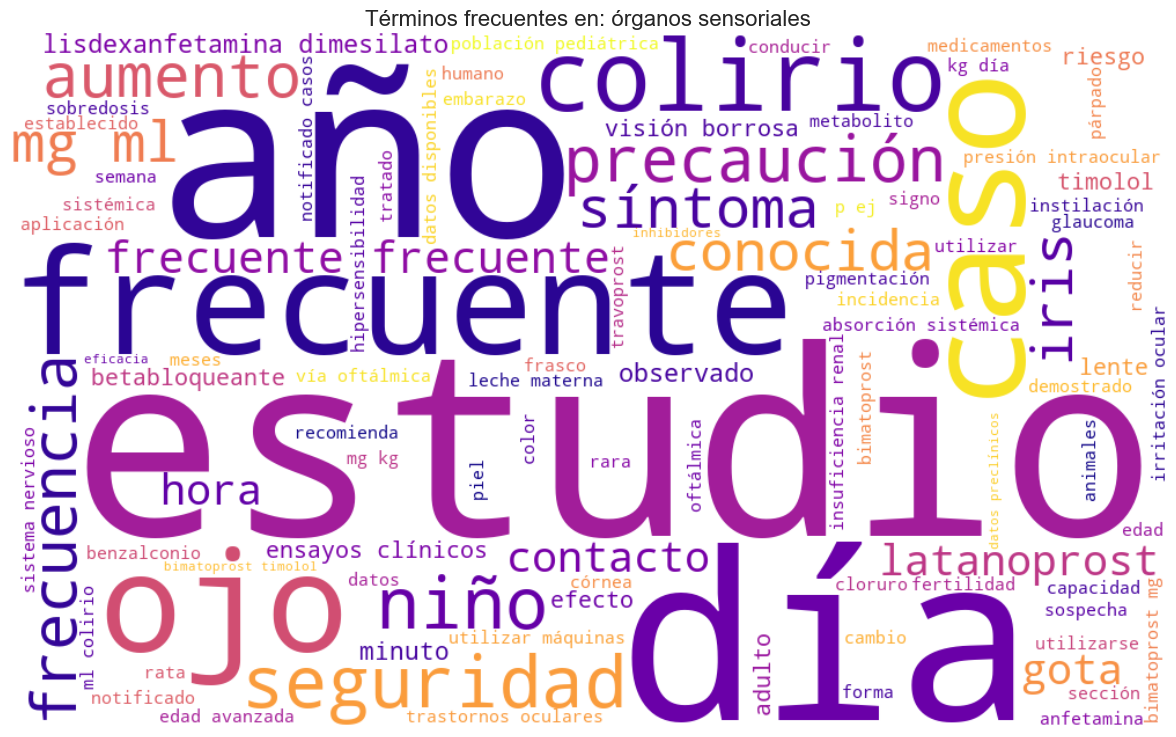 Términos frecuentes en: órganos sensoriales
lisdexanfetamina dimesilato
población pediátrica
conducir
medicamentos
riesgo
aumento
humano
colirio
kg día
sobredosis
notificado casos
datos disponibles
embarazo
párpado
establecido
mg ml
año
visión borrosa
metabolito
caso
semana
tratado
precaución
presión intraocular
timolol
sistémica
hipersensibilidad
síntoma
p ej
signo
instilación
aplicación
inhibidores
glaucoma
frecuente frecuente
conocida
utilizar
iris
reducir
frecuente
travoprost
pigmentación
incidencia
absorción sistémica
eficacia
meses
frasco
lente
betabloqueante
vía oftálmica
leche materna
observado
demostrado
irritación ocular
frecuencia
estudio
insuficiencia renal
bimatoprost
sistema nervioso
recomienda
color
mg kg
piel
rara
oftálmica
datos preclínicos
animales
hora
edad
benzalconio
ensayos clínicos
contacto
latanoprost
bimatoprost timolol
ojo
datos
córnea
día
cloruro
fertilidad
capacidad
niño
efecto
sospecha
ml colirio
minuto
utilizar máquinas
cambio
utilizarse
rata
seguridad
adulto
gota
bimatoprost mg
notificado
forma
sección
edad avanzada
trastornos oculares
anfetamina